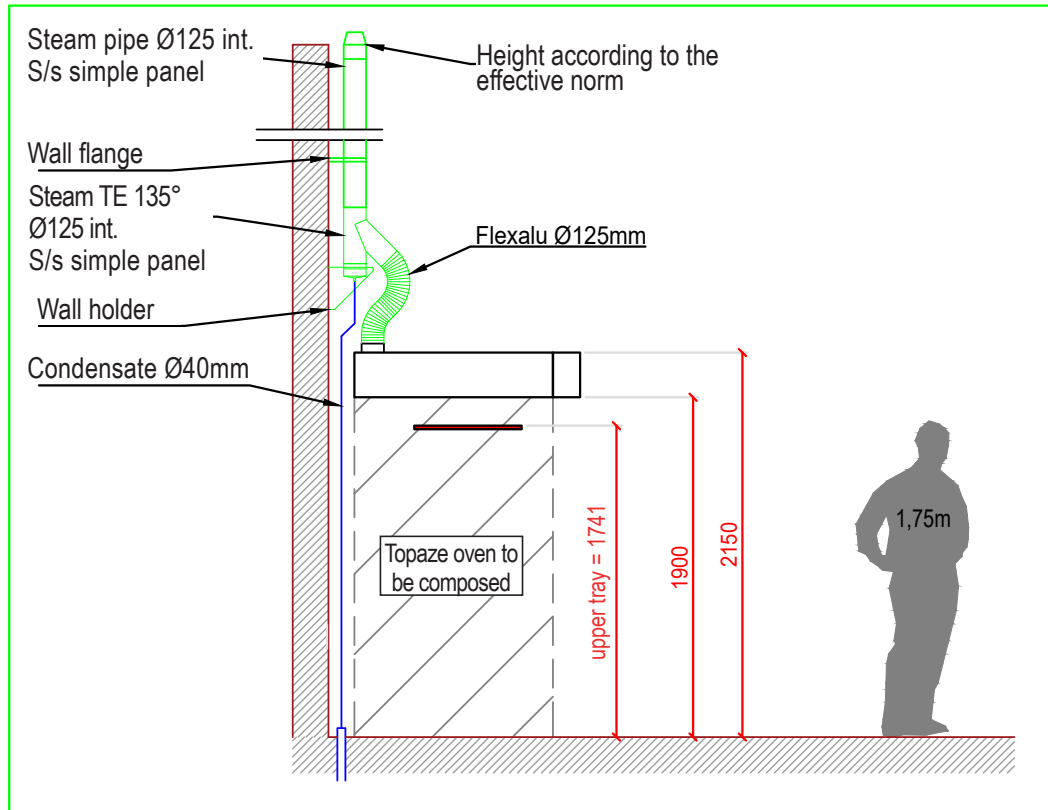 Steam pipe Ø125 int.
S/s simple panel
Height according to the
effective norm
Wall flange
Steam TE 135°
Ø125 int.
S/s simple panel
Flexalu Ø125mm
Wall holder
Condensate Ø40mm
Topaze oven to
be composed
upper tray = 1741
1900
2150
1,75m